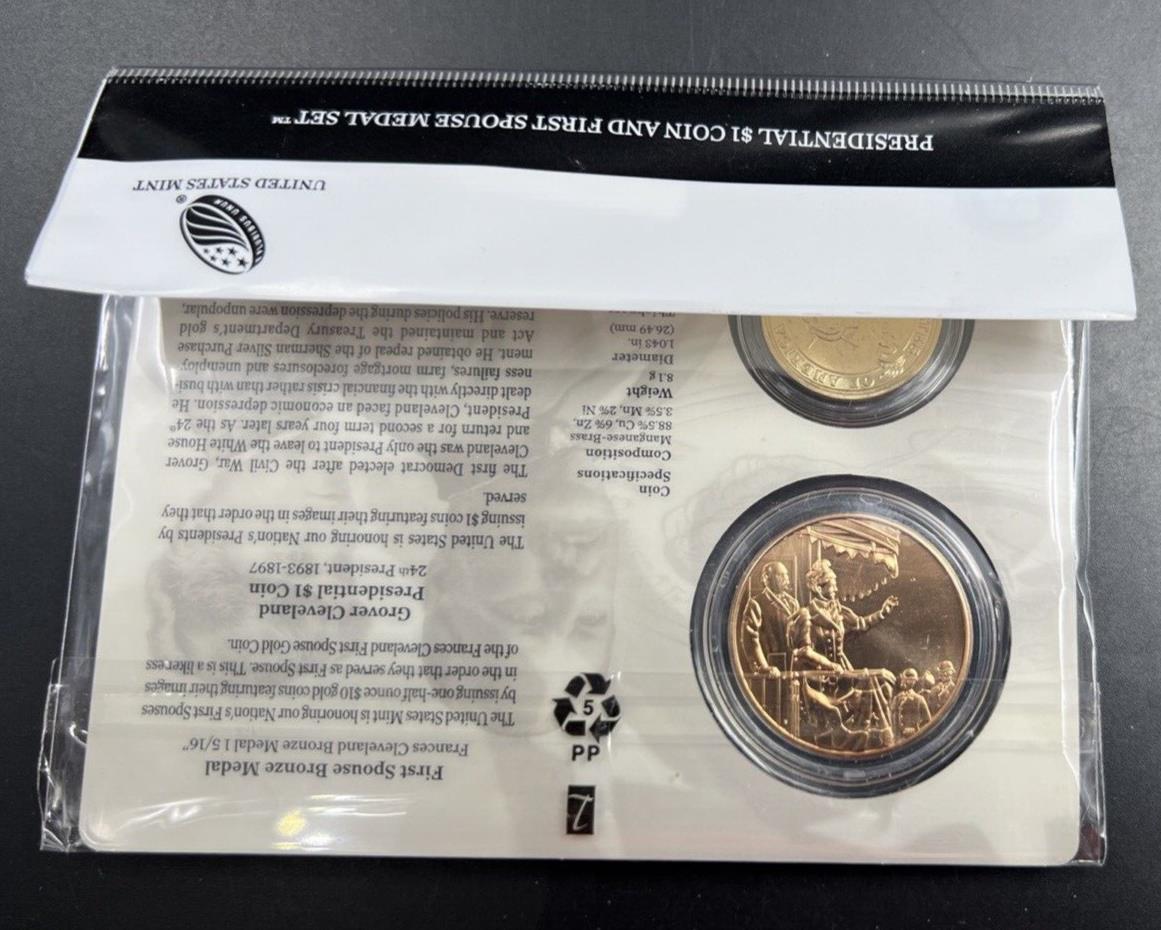 First Spouse Bronze Medal
Frances Cleveland Bronze Medal 1 5/16"
The United States Mint is honoring our Nation's First Spouses
by issuing one-half ounce $10 gold coins featuring their images
in the order that they served as First Spouse. This is a likeness
of the Frances Cleveland First Spouse Gold Coin.
Grover Cleveland
Presidential $1 Coin
24th President, 1893-1897
The United States is honoring our Nation's Presidents by
issuing $1 coins featuring their images in the order that they
served.
The first Democrat elected after the Civil War, Grover
Cleveland was the only President to leave the White House
and return for a second term four years later. As the 24th
President, Cleveland faced an economic depression. He
dealt directly with the financial crisis rather than with busi-
ness failures, farm mortgage foreclosures and unemploy-
ment. He obtained repeal of the Sherman Silver Purchase
Act and maintained the Treasury Department's gold
reserve. His policies during the depression were unpopular,
Coin
Specifications
Composition
Manganese-Brass
88.5% Cu, 6% Zn,
3.5% Mn, 2% Ni
Weight
8.1 g
Diameter
1.043 in.
(26.49 mm)
5
PP
OF AMERICA
PLURIBUS UNUM
UNITED STATES MINT
PRESIDENTIAL $1 COIN AND FIRST SPOUSE MEDAL SET™